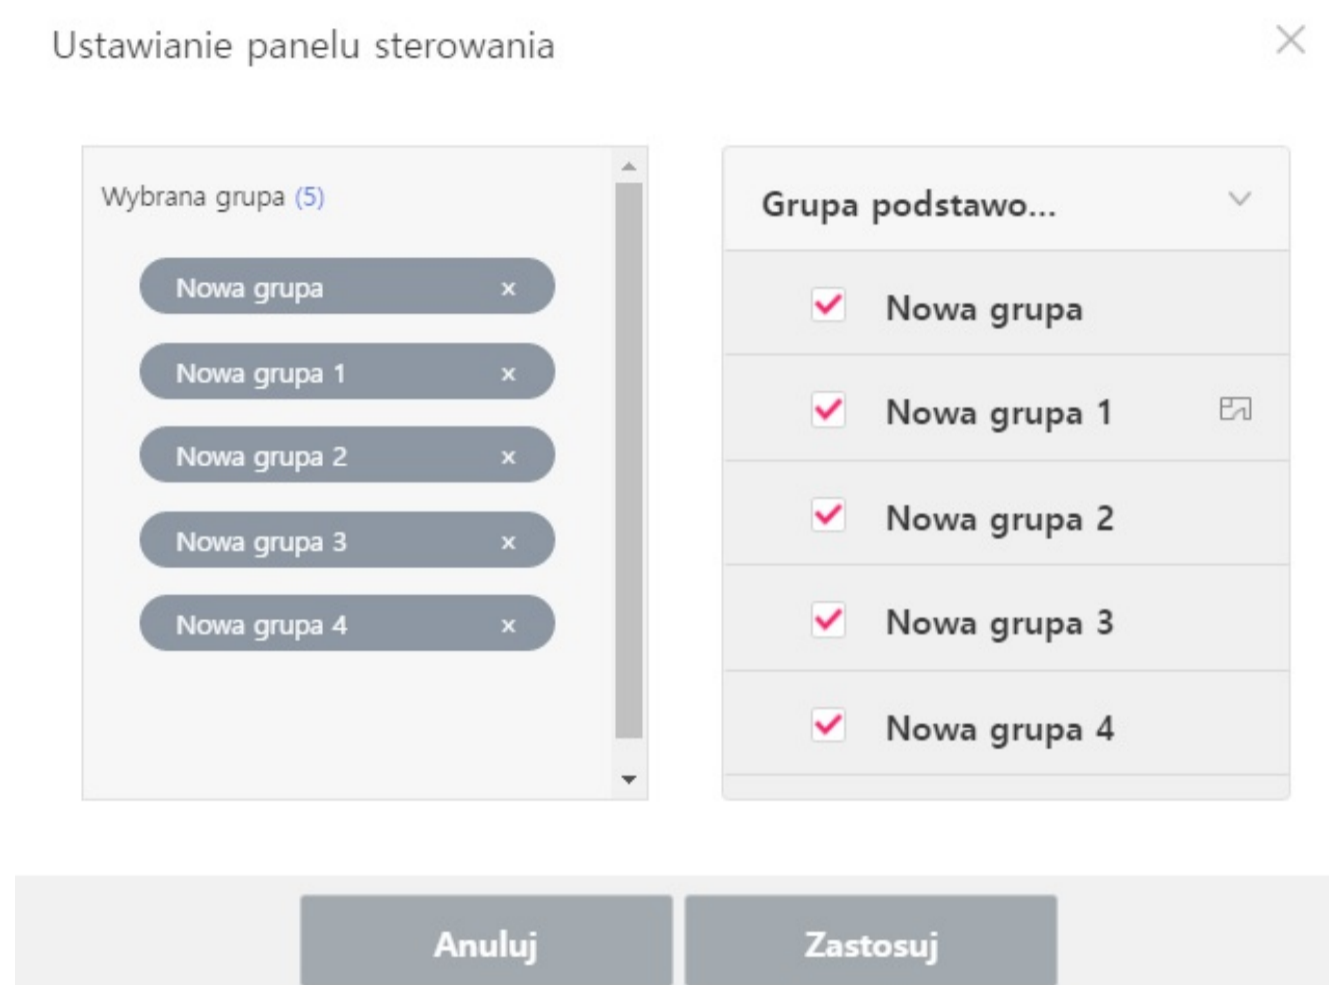 Ustawianie panelu sterowania
Wybrana grupa (5)
Nowa grupa
Nowa grupa 1
Nowa grupa 2
Nowa grupa 3
Nowa grupa 4
Grupa podstawo...
Nowa grupa
Nowa grupa 1
Nowa grupa 2
Nowa grupa 3
Nowa grupa 4
Anuluj
Zastosuj